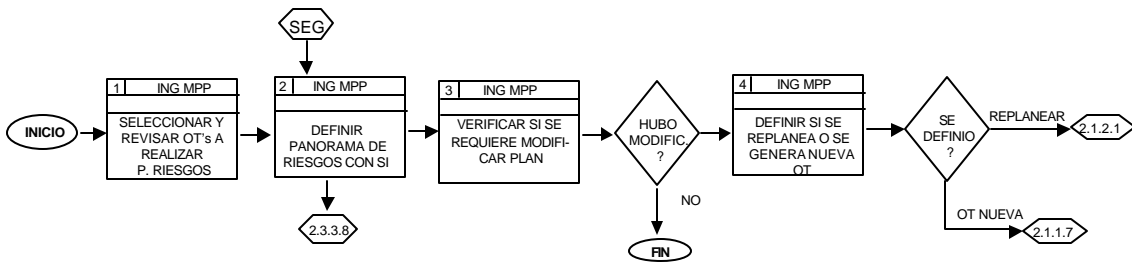 SEG
INICIO
1 ING MPP
SELECCIONAR Y
REVISAR OT's A
REALIZAR
P. RIESGOS
2 ING MPP
DEFINIR
PANORAMA DE
RIESGOS CON SI
2.3.3.8
3 ING MPP
VERIFICAR SI SE
REQUIERE MODIFI-
CAR PLAN
HUBO
MODIFIC.
?
NO
FIN
4 ING MPP
DEFINIR SI SE
REPLANEA O SE
GENERA NUEVA
OT
SE
DEFINIO
?
REPLANEAR
2.1.2.1
OT NUEVA
2.1.1.7